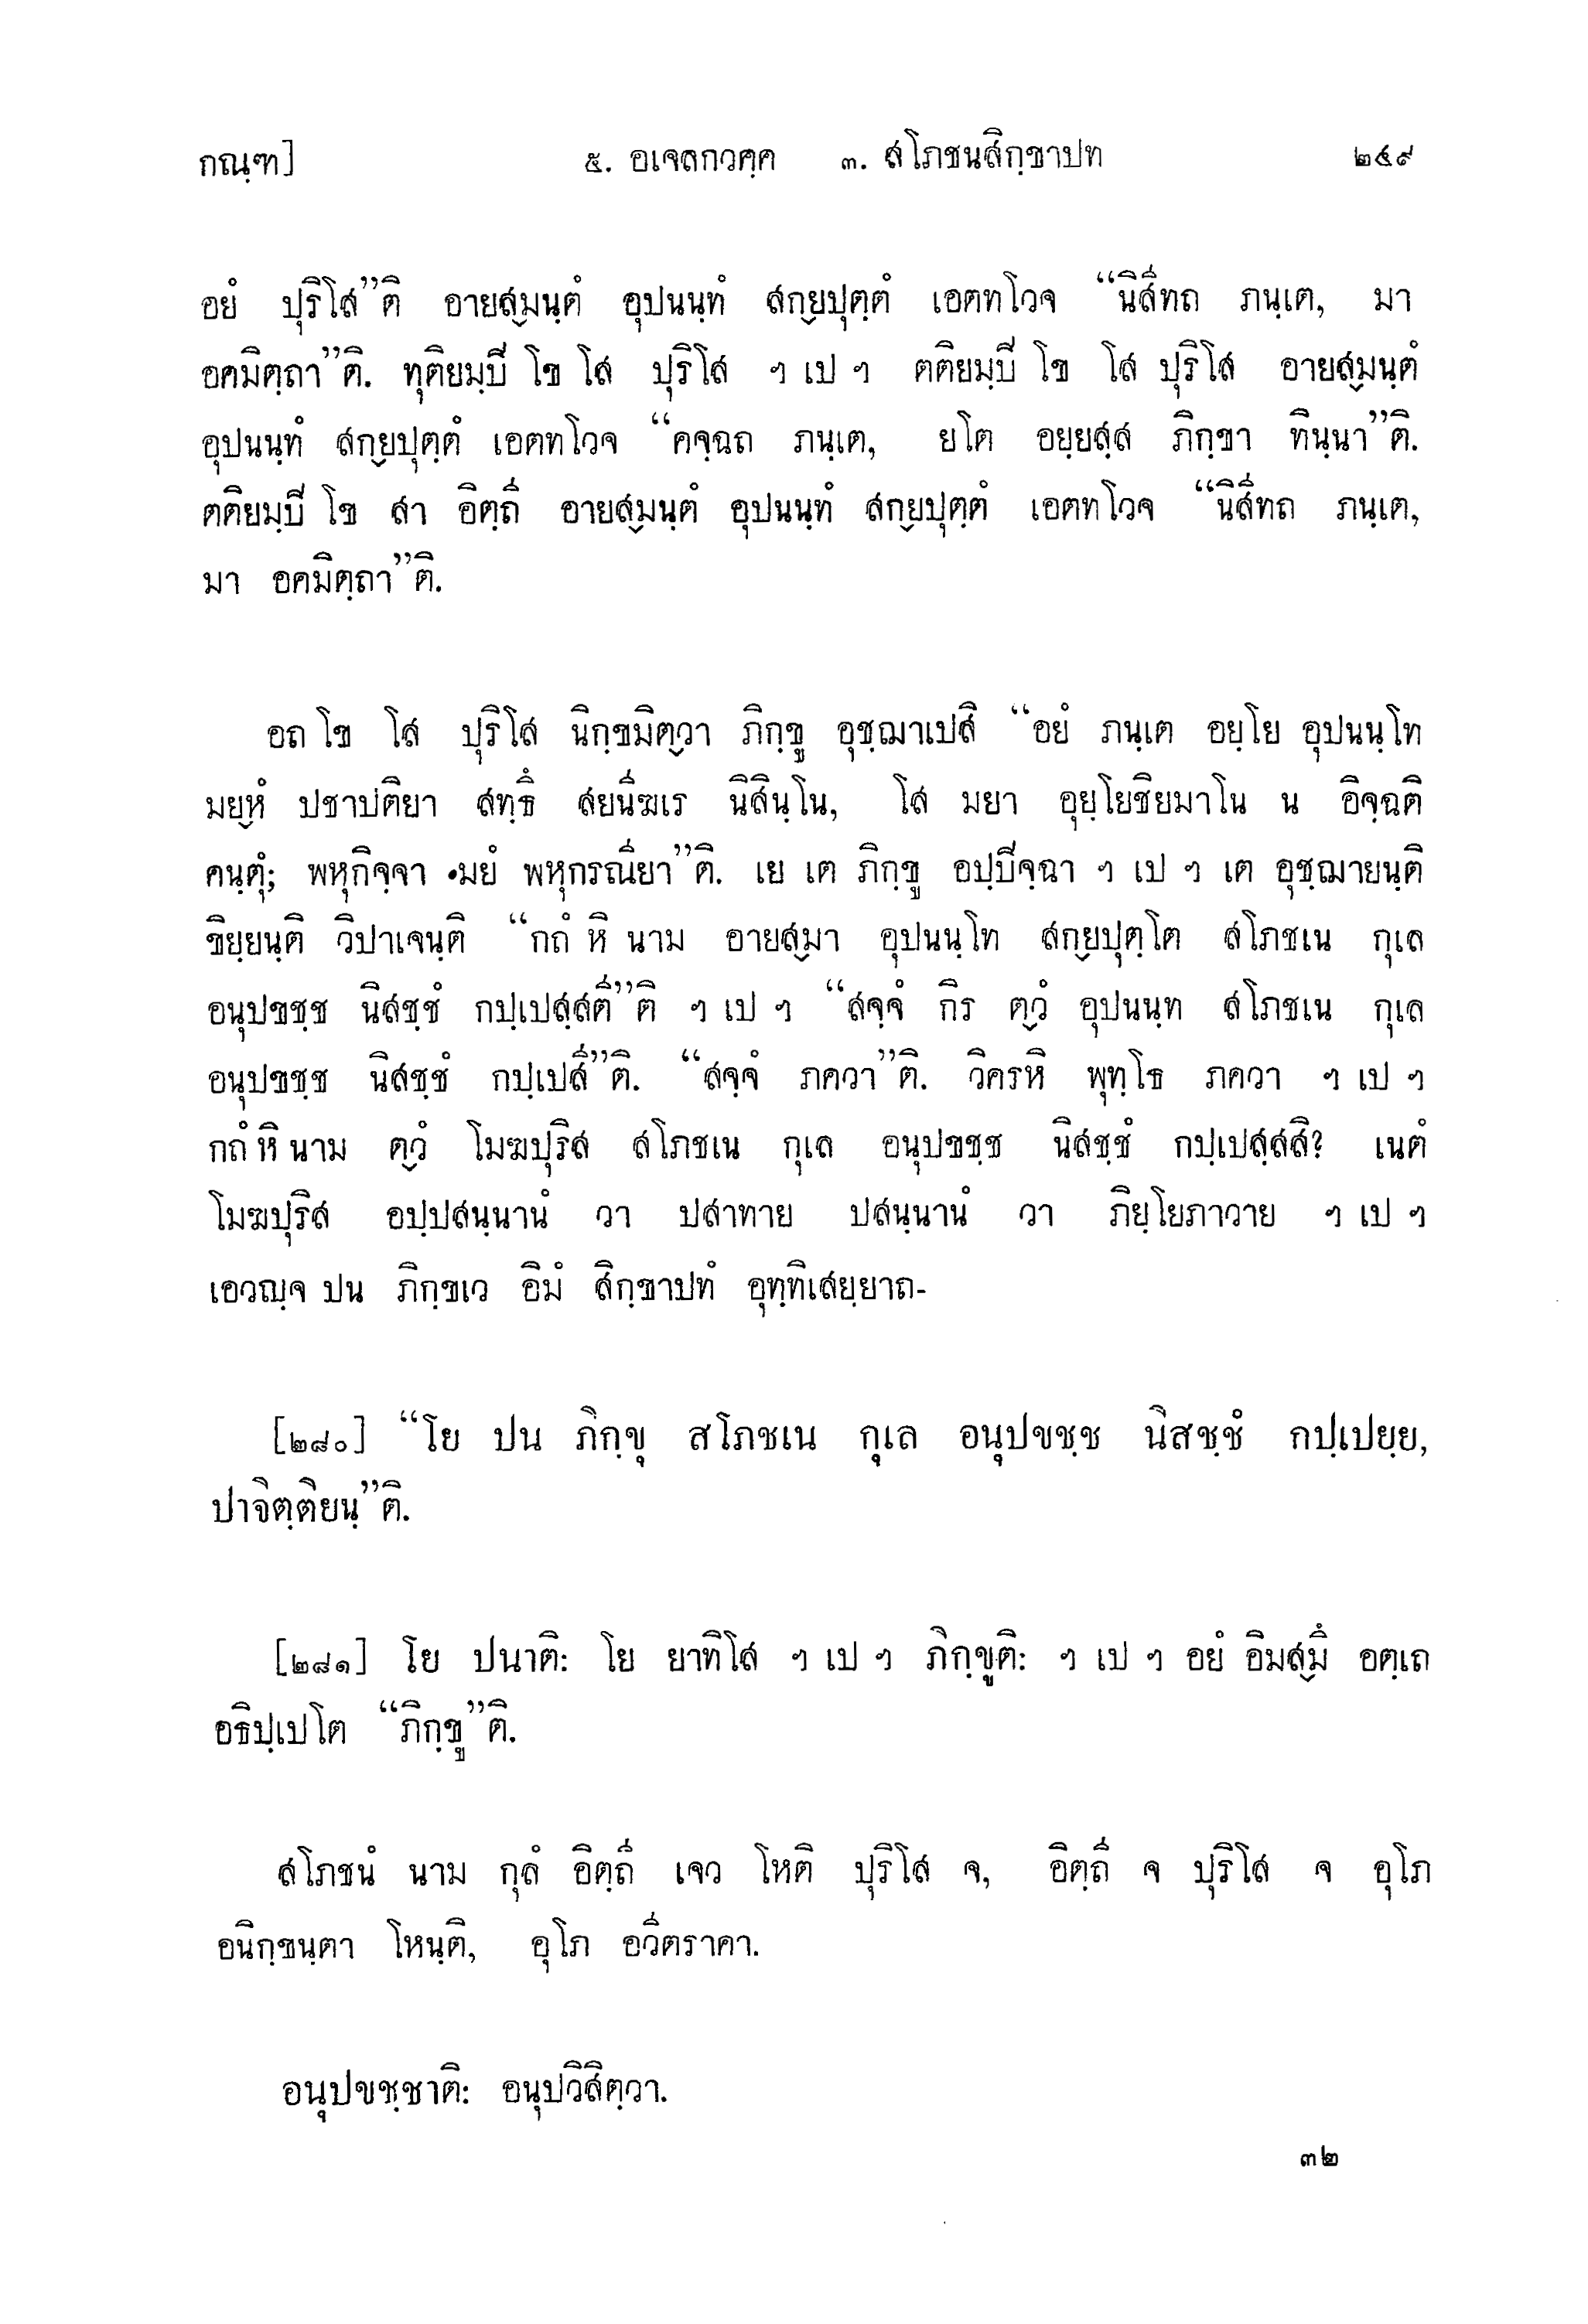 กณฺฑ] ๕. อเจลกวคฺค ๓. สโภชนสิกฺขาปท ๒๔๙
อยํ ปุริโส”ติ อายสฺมนฺตํ อุปนนฺทํ สกฺยปุตฺตํ เอตทโวจ “นิสีทถ ภนฺเต, มา
อคมิตฺถา”ติ. ทุติยมฺปิ โข โส ปุริโส ฯ เป ฯ ตติยมฺปิ โข โส ปุริโส อายสฺมนฺตํ
อุปนนฺทํ สกฺยปุตฺตํ เอตทโวจ “คจฺฉถ ภนฺเต, ยโต อยฺยสฺส ภิกฺขา ทินฺนา”ติ.
ตติยมฺปิ โข สา อิตฺถี อายสฺมนฺตํ อุปนนฺทํ สกฺยปุตฺตํ เอตทโวจ “นิสีทถ ภนฺเต,
มา อคมิตฺถา”ติ.
อถ โข โส ปุริโส นิกฺขมิตฺวา ภิกฺขู อุชฺฌาเปสิ “อยํ ภนฺเต อยฺโย อุปนนฺโท
มยฺหํ ปชาปติยา สทฺธึ สยนิฆเร นิสินฺโน, โส มยา อุยฺโยชิยมาโน น อิจฺฉติ
คนฺตุํ; พหุกิจฺจา มยํ พหุกรณียา”ติ. เย เต ภิกฺขู อปฺปิจฺฉา ฯ เป ฯ เต อุชฺฌายนฺติ
ขิยฺยนฺติ วิปาเจนฺติ “กถํ หิ นาม อายสฺมา อุปนนฺโท สกฺยปุตฺโต สโภชเน กุเล
อนุปขชฺช นิสชฺชํ กปฺเปสฺสตี”ติ ฯ เป ฯ “สจฺจํ กิร ตฺวํ อุปนนฺท สโภชเน กุเล
อนุปขชฺช นิสชฺชํ กปฺเปสี”ติ. “สจฺจํ ภควา”ติ. วิครหิ พุทฺโธ ภควา ฯ เป ฯ
กถํ หิ นาม ตฺวํ โมฆปุริส สโภชเน กุเล อนุปขชฺช นิสชฺชํ กปฺเปสฺสสิ? เนตํ
โมฆปุริส อปฺปสนฺนานํ วา ปสาทาย ปสนฺนานํ วา ภิยฺโยภาวาย ฯ เป ฯ
เอวญฺจ ปน ภิกฺขเว อิมํ สิกฺขาปทํ อุทฺทิเสยฺยาถ-
[๒๘๐] “โย ปน ภิกฺขุ สโภชเน กุเล อนุปขชฺช นิสชฺชํ กปฺเปยฺย,
ปาจิตฺติยนฺ”ติ.
[๒๘๑] โย ปนาติ: โย ยาทิโส ฯ เป ฯ ภิกฺขูติ: ฯ เป ฯ อยํ อิมสฺมึ อตฺเถ
อธิปฺเปโต “ภิกฺขู”ติ.
สโภชนํ นาม กุลํ อิตฺถี เจว โหติ ปุริโส จ, อิตฺถี จ ปุริโส จ อุโภ
อนิกฺขนฺตา โหนฺติ, อุโภ อวีตราคา.
อนุปขชฺชาติ: อนุปวิสิตฺวา.
๓๒